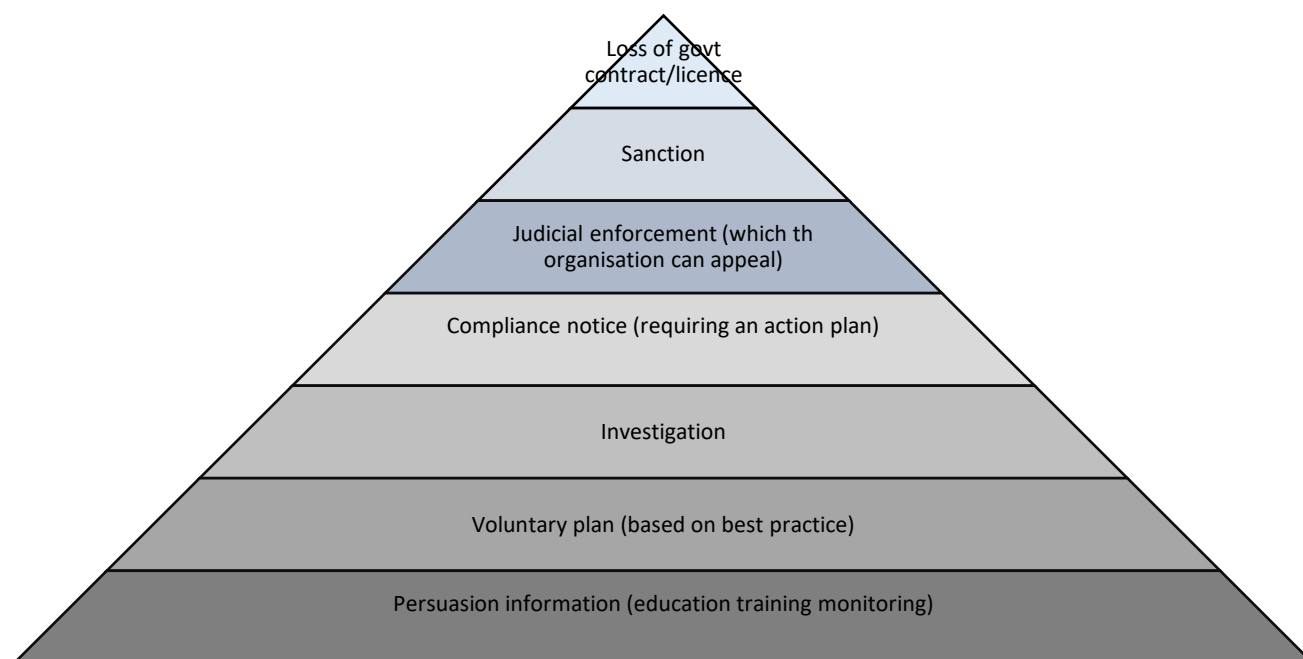 Loss of govt
contract/licence
Sanction
Judicial enforcement (which th
organisation can appeal)
Compliance notice (requiring an action plan)
Investigation
Voluntary plan (based on best practice)
Persuasion information (education training monitoring)